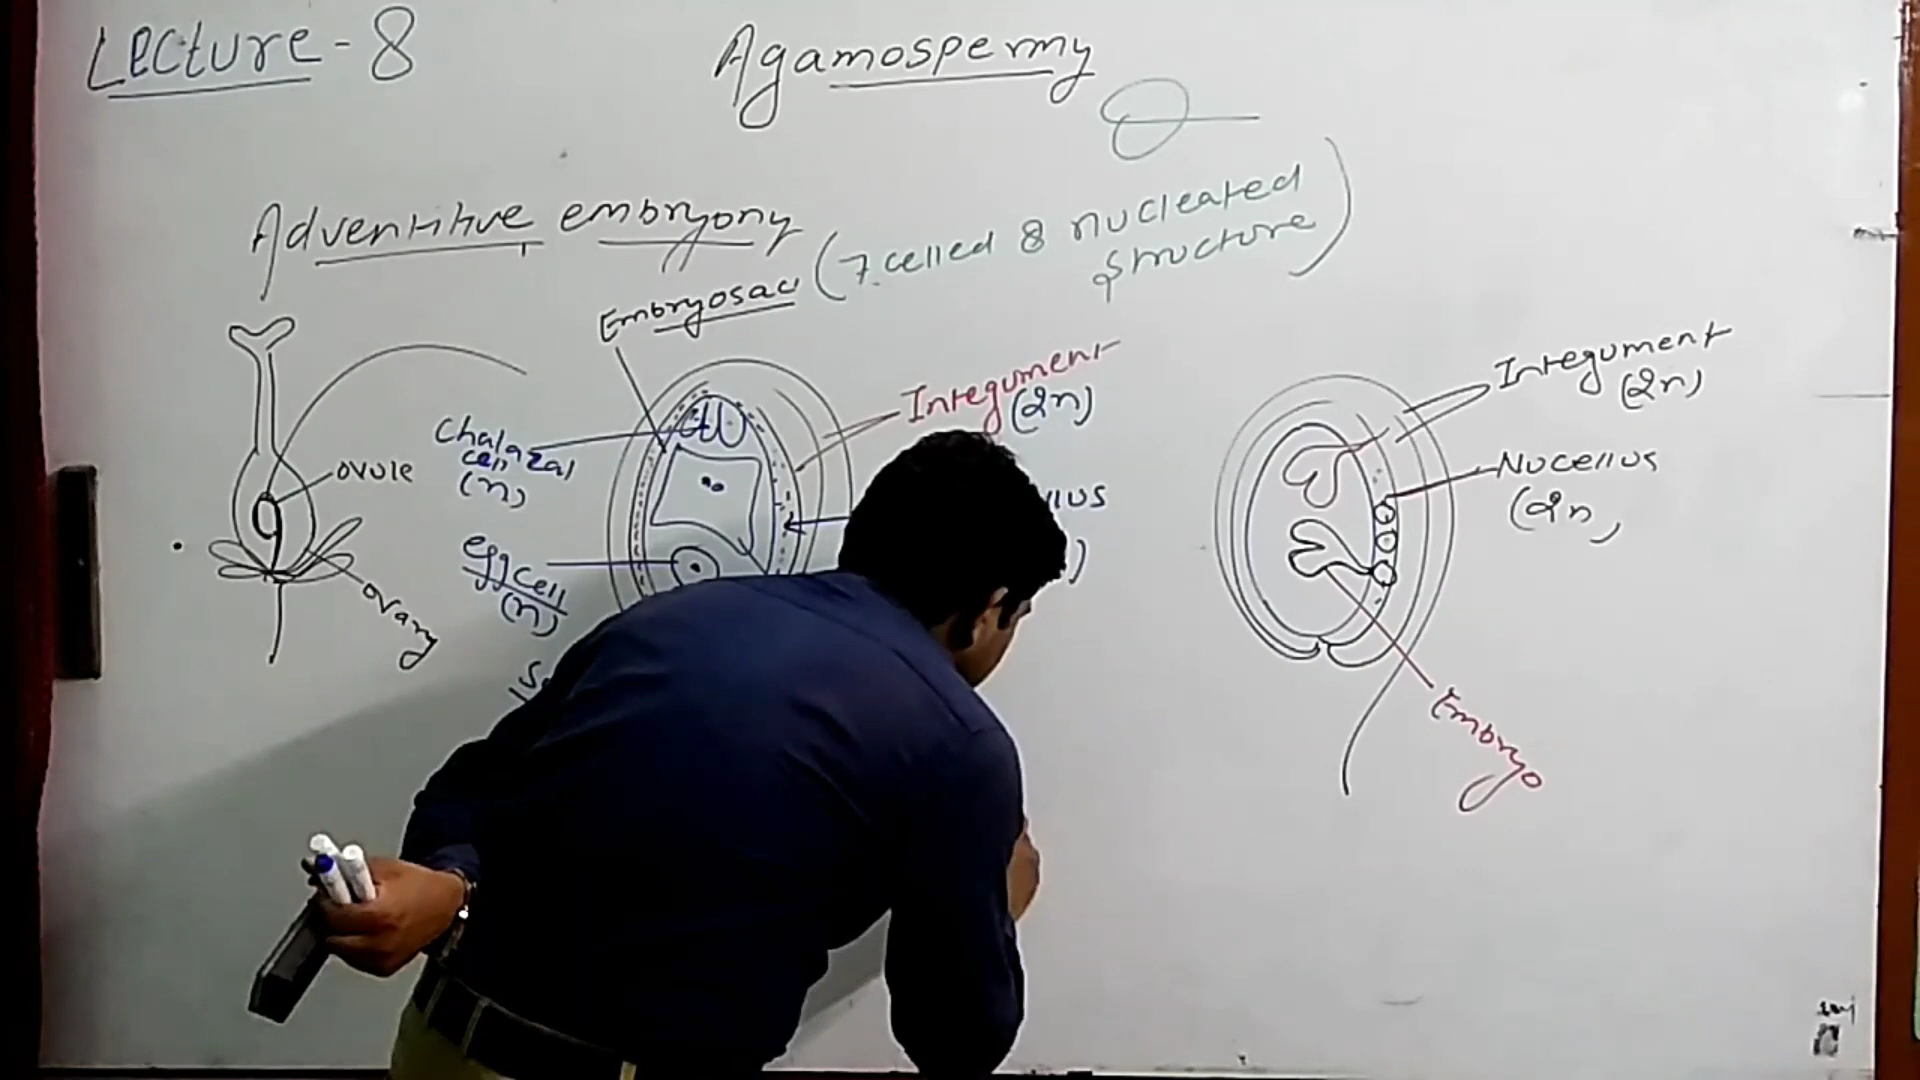 Lecture - 8
Agamospermy
Adventitive embryony
Embryosac (7 celled 8 nucleated
structure)
Integument
(2n)
Chalazal
cell
(n)
ovule
egg cell
(n)
ovary
Integument
(2n)
Nucellus
(2n)
Embryo